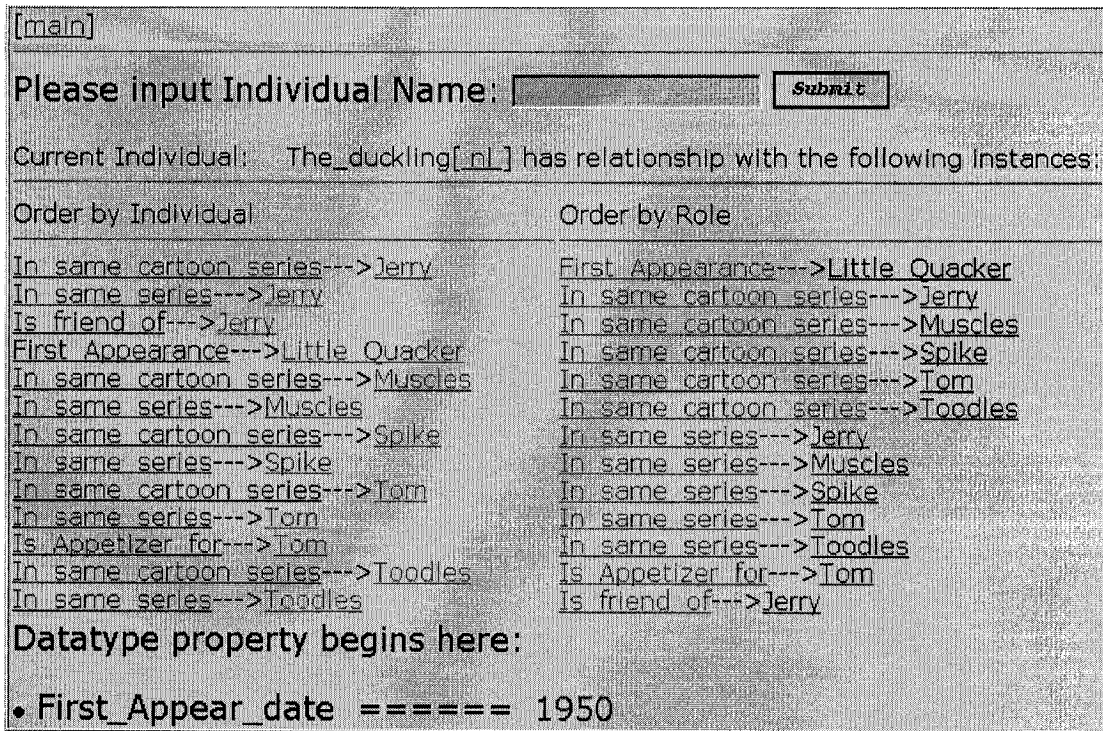 [main]
Please input Individual Name: Submit
Current Individual: The_duckling[ nl ] has relationship with the following instances:
Order by Individual
In same cartoon series--->Jerry
In same series--->Jerry
Is friend of--->Jerry
First Appearance--->Little Quacker
In same cartoon series--->Muscles
In same series--->Muscles
In same cartoon series--->Spike
In same series--->Spike
In same cartoon series--->Tom
In same series--->Tom
Is Appetizer for--->Tom
In same cartoon series--->Toodles
In same series--->Toodles
Order by Role
First Appearance--->Little Quacker
In same cartoon series--->Jerry
In same cartoon series--->Muscles
In same cartoon series--->Spike
In same cartoon series--->Tom
In same cartoon series--->Toodles
In same series--->Jerry
In same series--->Muscles
In same series--->Spike
In same series--->Tom
In same series--->Toodles
Is Appetizer for--->Tom
Is friend of--->Jerry
Datatype property begins here:
• First_Appear_date ====== 1950